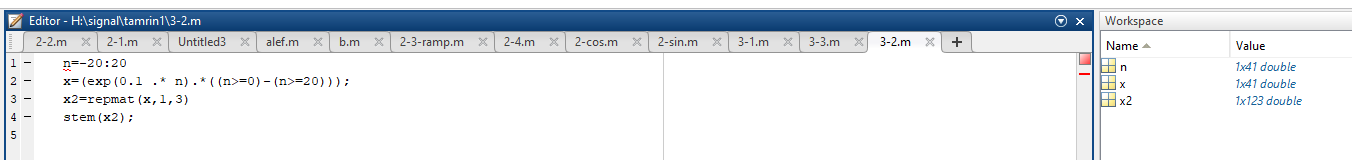 Editor - H:\signal\tamrin1\3-2.m
Workspace
2-2.m 2-1.m Untitled3 alef.m b.m 2-3-ramp.m 2-4.m 2-cos.m 2-sin.m 3-1.m 3-3.m 3-2.m
Name Value
1 – n=-20:20
2 – x=(exp(0.1 .* n).*((n>=0)-(n>=20)));
3 – x2=repmat(x,1,3)
4 – stem(x2);
5
n 1x41 double
x 1x41 double
x2 1x123 double